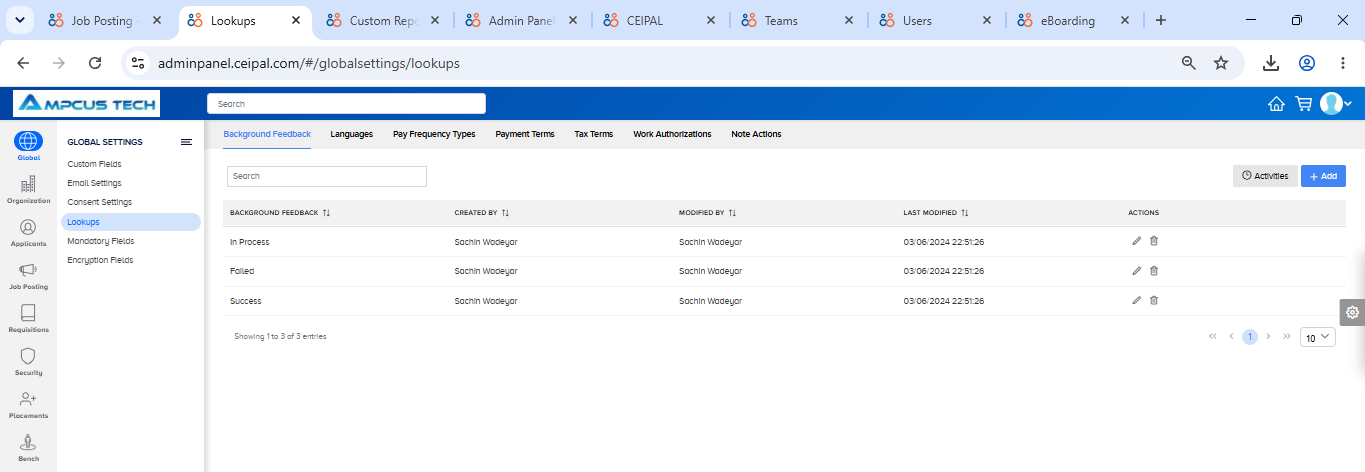 Job Posting - Lookups Custom Repo Admin Panel CEIPAL Teams Users eBoarding
adminpanel.ceipal.com/#/globalsettings/lookups
AMPCUS TECH Search
Background Feedback Languages Pay Frequency Types Payment Terms Tax Terms Work Authorizations Note Actions
Global
Organization
Applicants
Job Posting
Requisitions
Security
Placements
Bench
GLOBAL SETTINGS
Custom Fields
Email Settings
Consent Settings
Lookups
Mandatory Fields
Encryption Fields
Search Activities + Add
BACKGROUND FEEDBACK CREATED BY MODIFIED BY LAST MODIFIED ACTIONS
In Process Sachin Wadeyar Sachin Wadeyar 03/06/2024 22:51:26
Failed Sachin Wadeyar Sachin Wadeyar 03/06/2024 22:51:26
Success Sachin Wadeyar Sachin Wadeyar 03/06/2024 22:51:26
Showing 1 to 3 of 3 entries « ‹ 1 › » 10